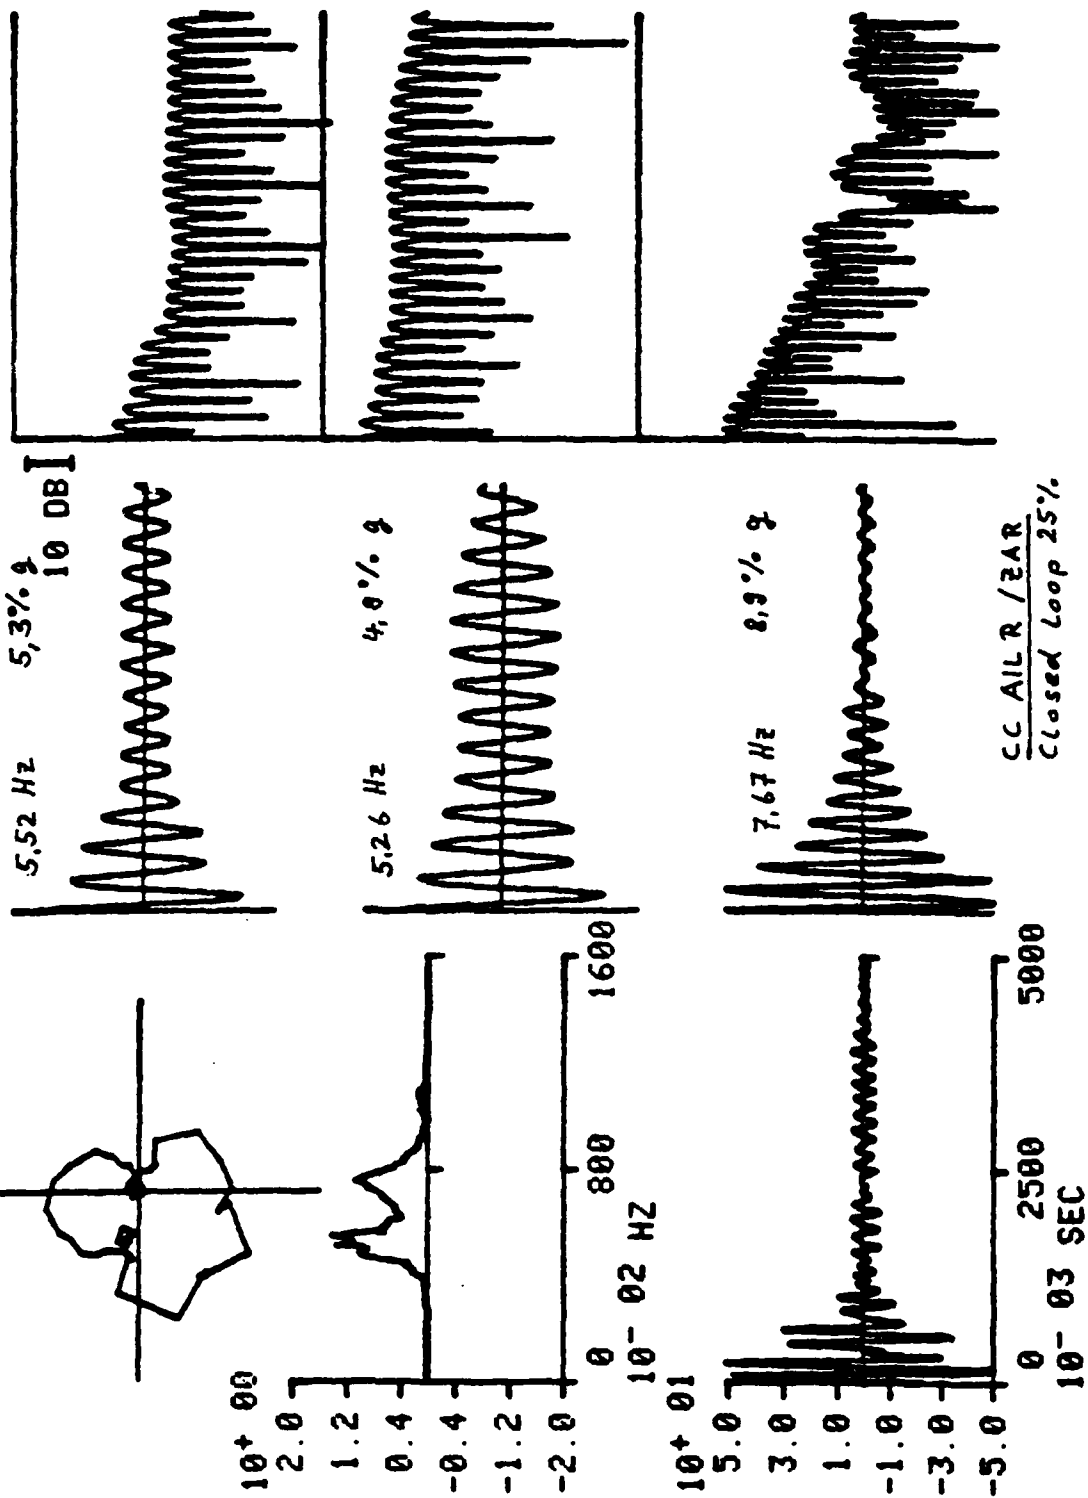 5,52 Hz 5,3% g
10 DB
10+ 00
2.0
1.2
0.4
-0.4
-1.2
-2.0
0 800 1600
10- 02 HZ
5,26 Hz 4,0% g
10+ 01
5.0
3.0
1.0
-1.0
-3.0
-5.0
0 2500 5000
10- 03 SEC
7,67 Hz 8,9% g
CC AILR / ZAR
Closed Loop 25%